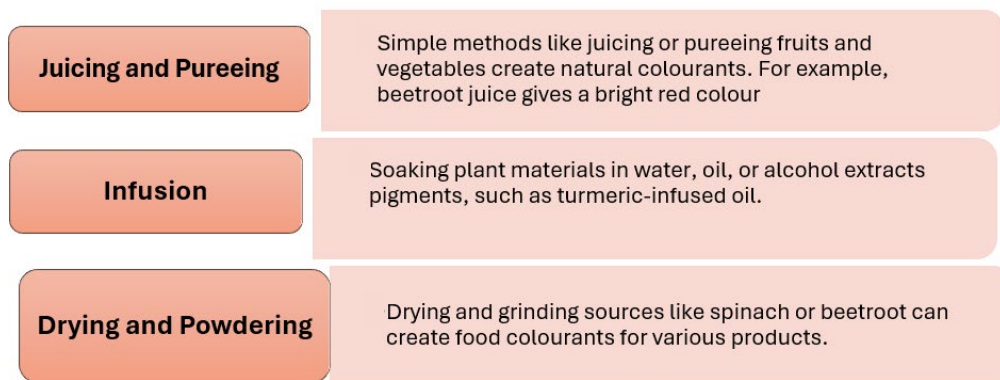 Juicing and Pureeing
Simple methods like juicing or pureeing fruits and
vegetables create natural colourants. For example,
beetroot juice gives a bright red colour
Infusion
Soaking plant materials in water, oil, or alcohol extracts
pigments, such as turmeric-infused oil.
Drying and Powdering
Drying and grinding sources like spinach or beetroot can
create food colourants for various products.